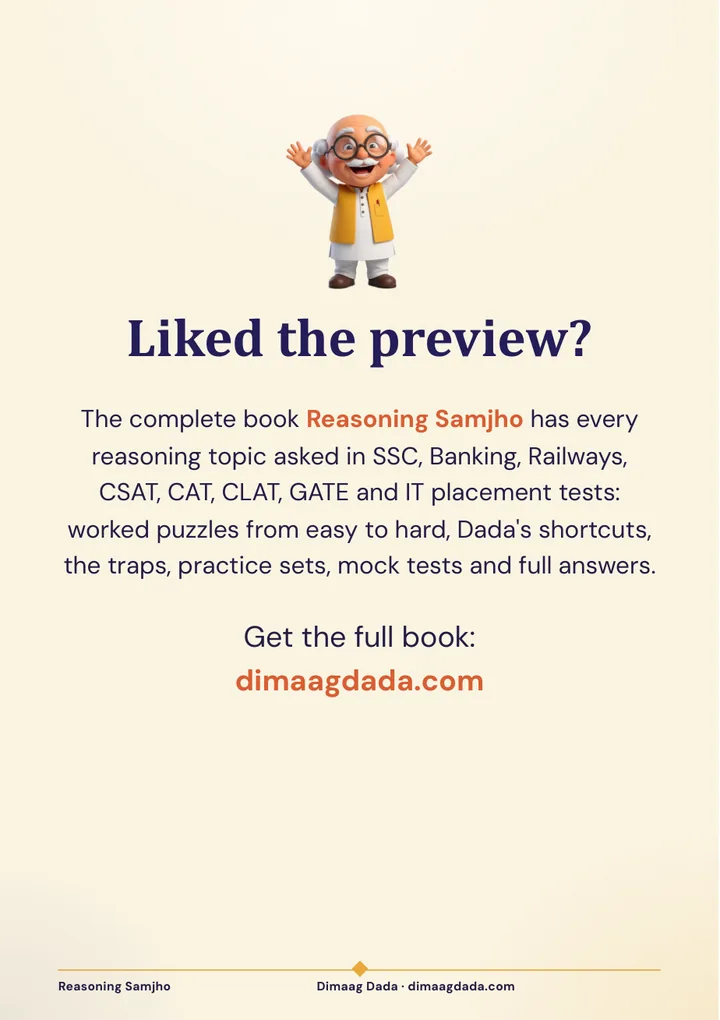 Liked the preview?
The complete book Reasoning Samjho has every
reasoning topic asked in SSC, Banking, Railways,
CSAT, CAT, CLAT, GATE and IT placement tests:
worked puzzles from easy to hard, Dada's shortcuts,
the traps, practice sets, mock tests and full answers.
Get the full book:
dimaagdada.com
Reasoning Samjho
Dimaag Dada · dimaagdada.com